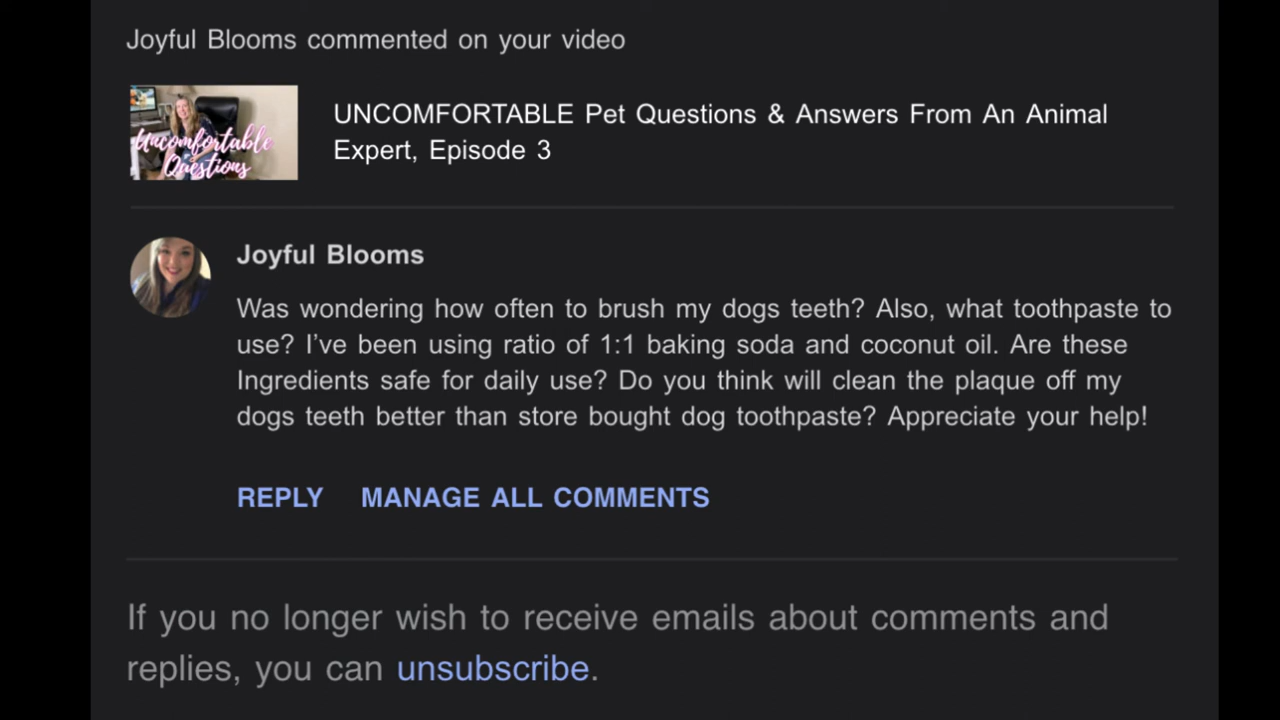 Joyful Blooms commented on your video
Uncomfortable
Questions
UNCOMFORTABLE Pet Questions & Answers From An Animal
Expert, Episode 3
Joyful Blooms
Was wondering how often to brush my dogs teeth? Also, what toothpaste to
use? I've been using ratio of 1:1 baking soda and coconut oil. Are these
Ingredients safe for daily use? Do you think will clean the plaque off my
dogs teeth better than store bought dog toothpaste? Appreciate your help!
REPLY MANAGE ALL COMMENTS
If you no longer wish to receive emails about comments and
replies, you can unsubscribe.